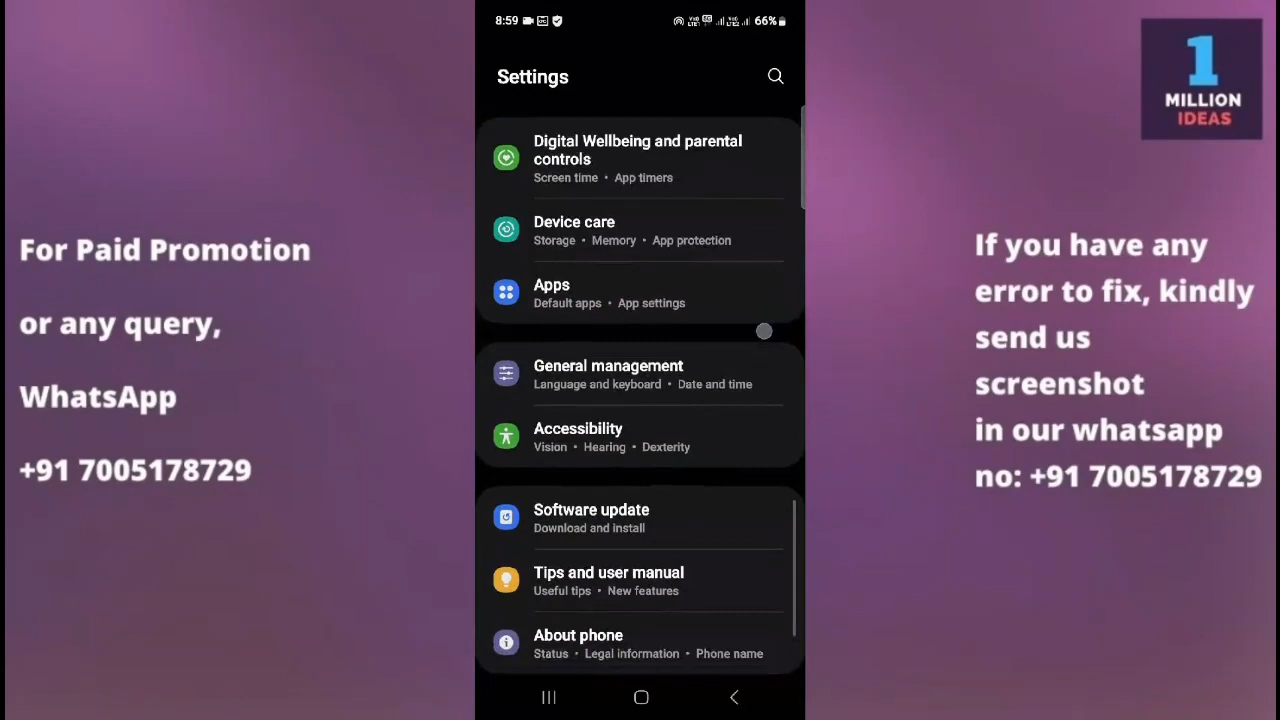 For Paid Promotion
or any query,
WhatsApp
+91 7005178729
8:59
66%
Settings
Digital Wellbeing and parental
controls
Screen time • App timers
Device care
Storage • Memory • App protection
Apps
Default apps • App settings
General management
Language and keyboard • Date and time
Accessibility
Vision • Hearing • Dexterity
Software update
Download and install
Tips and user manual
Useful tips • New features
About phone
Status • Legal information • Phone name
1
MILLION
IDEAS
If you have any
error to fix, kindly
send us
screenshot
in our whatsapp
no: +91 7005178729